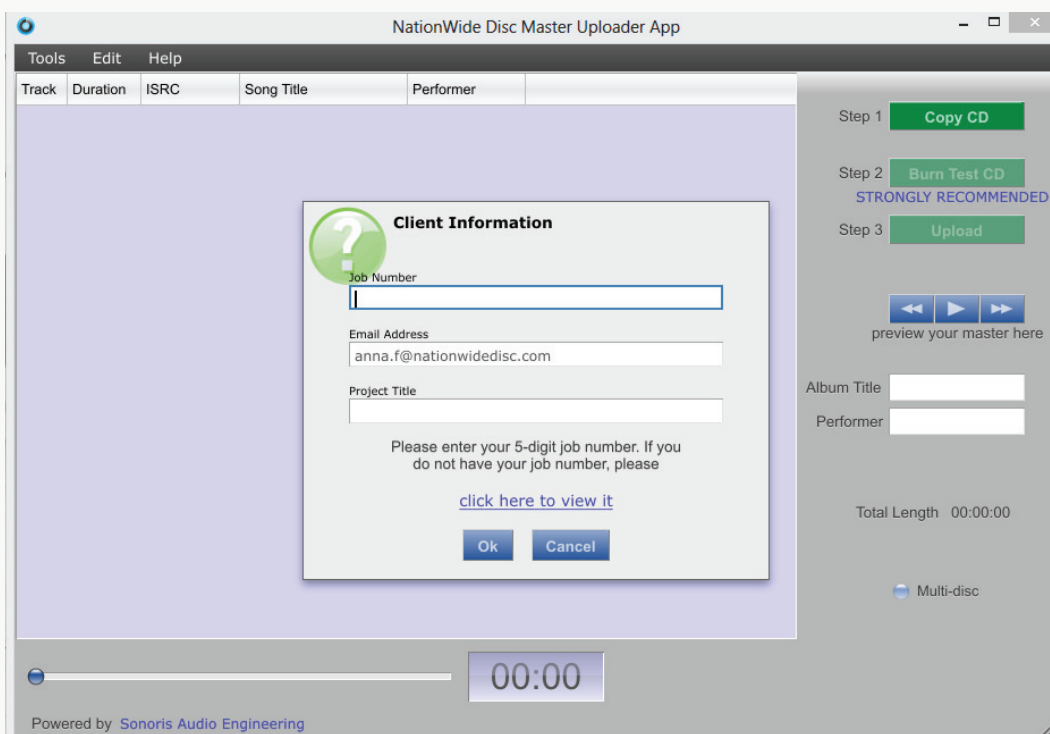 NationWide Disc Master Uploader App
Tools Edit Help
Track Duration ISRC Song Title Performer
Step 1 Copy CD
Step 2 Burn Test CD
STRONGLY RECOMMENDED
Step 3 Upload
preview your master here
Album Title
Performer
Total Length 00:00:00
Multi-disc
Client Information
Job Number
Email Address
anna.f@nationwidedisc.com
Project Title
Please enter your 5-digit job number. If you
do not have your job number, please
click here to view it
Ok Cancel
00:00
Powered by Sonoris Audio Engineering